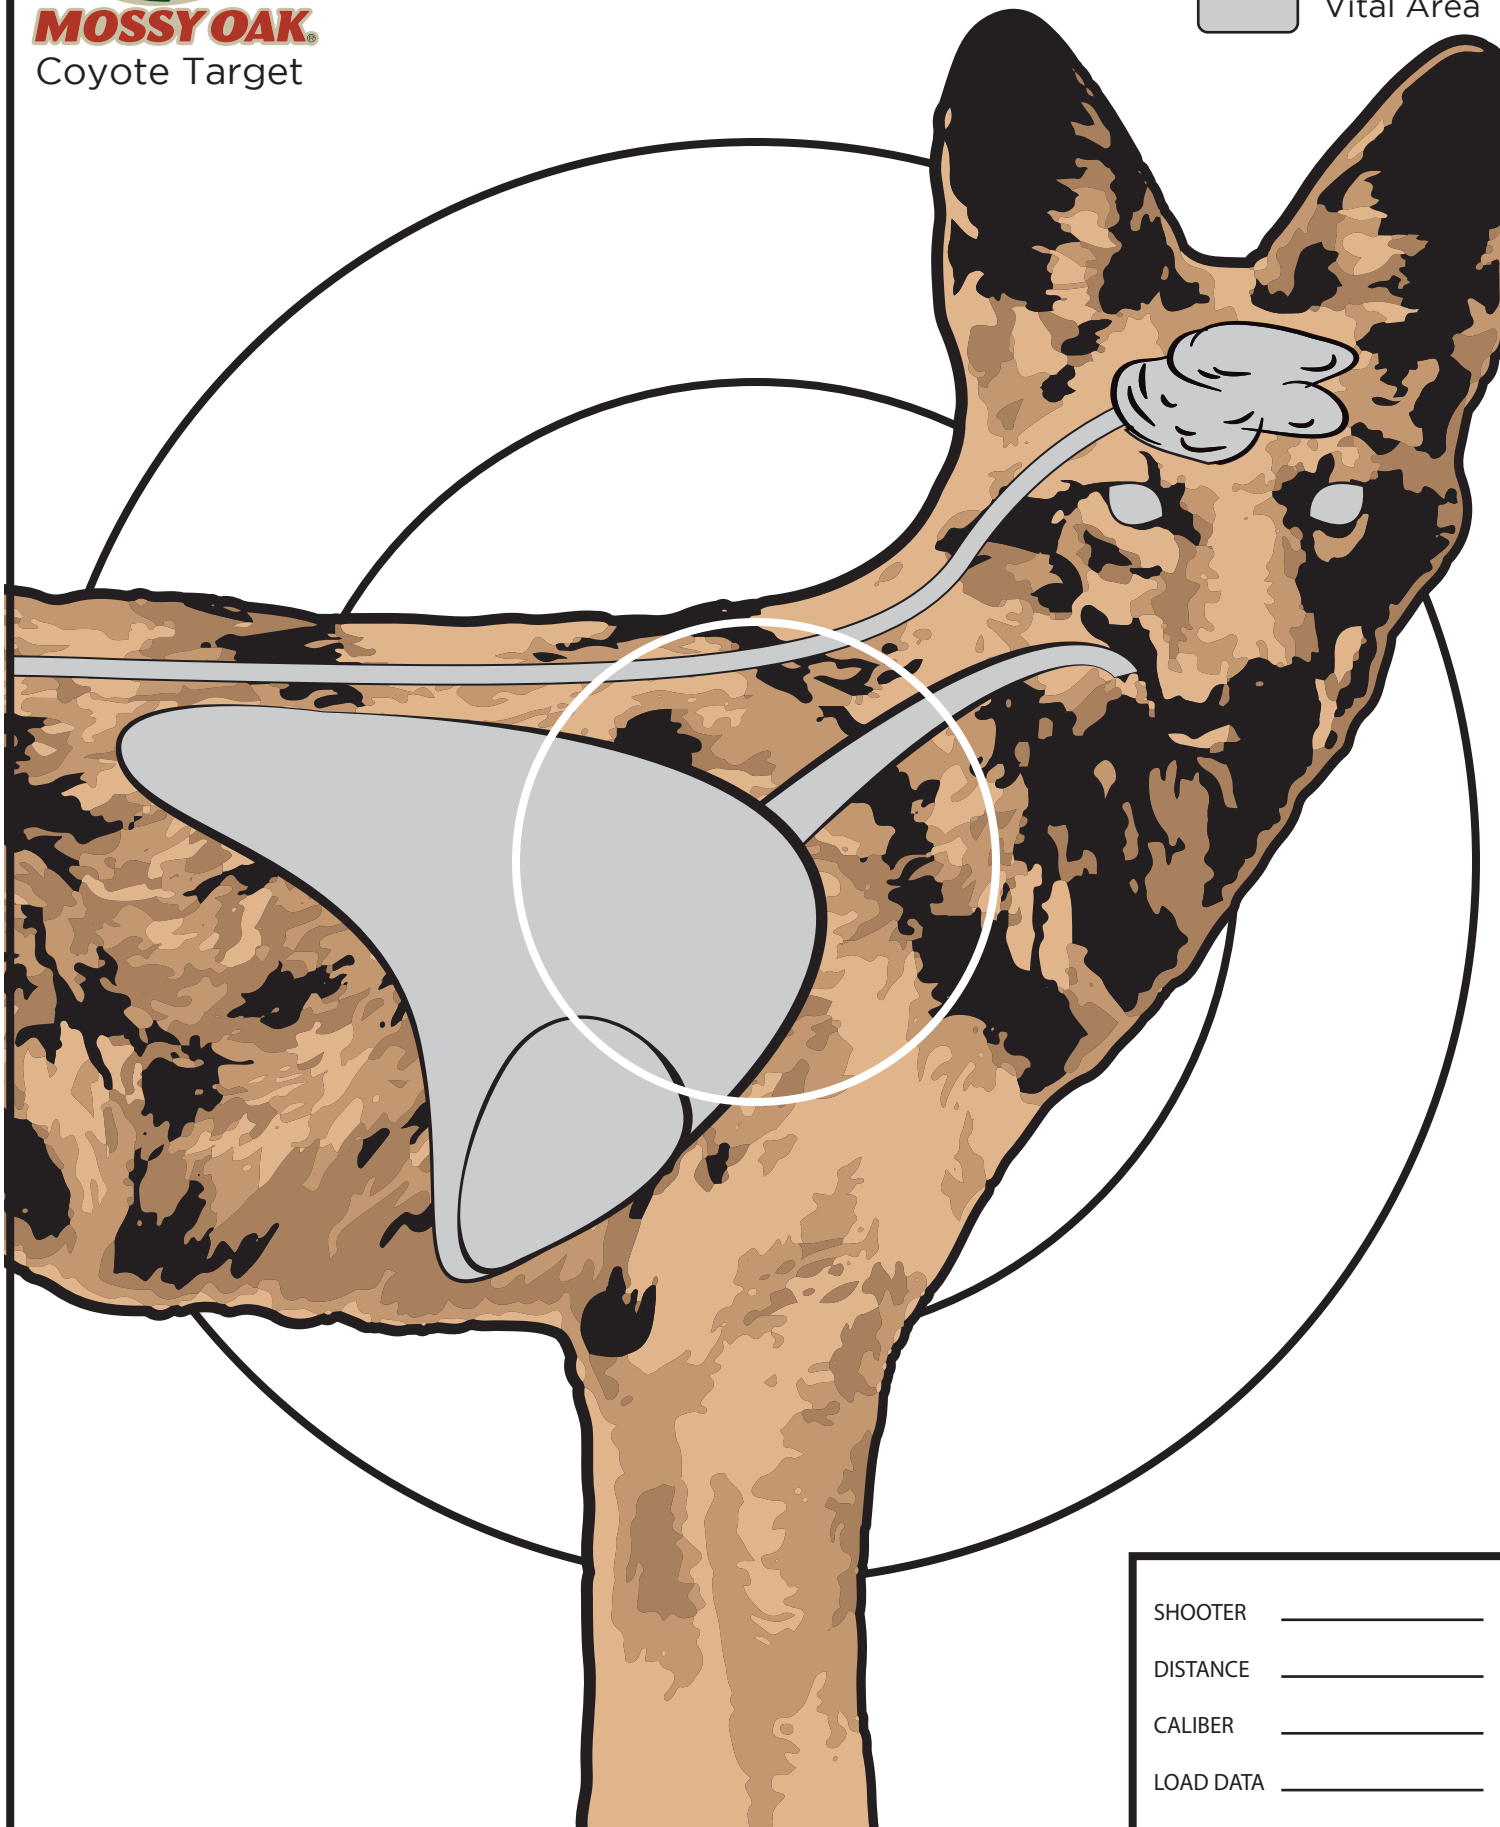 MOSSY OAK®
Coyote Target
Vital Area
SHOOTER
DISTANCE
CALIBER
LOAD DATA